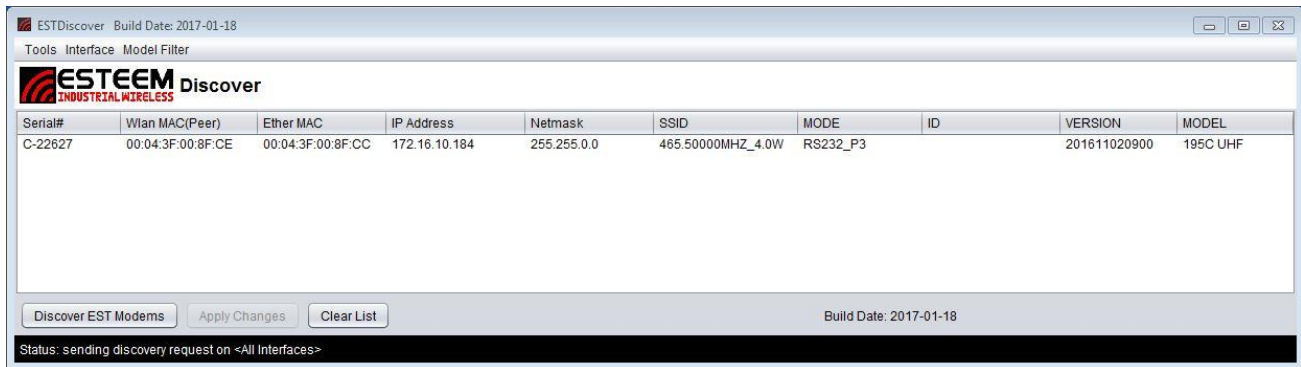 ESTDiscover Build Date: 2017-01-18
Tools Interface Model Filter
ESTEEM Discover
INDUSTRIAL WIRELESS
Serial# Wlan MAC(Peer) Ether MAC IP Address Netmask SSID MODE ID VERSION MODEL
C-22627 00:04:3F:00:8F:CE 00:04:3F:00:8F:CC 172.16.10.184 255.255.0.0 465.50000MHZ_4.0W RS232_P3 201611020900 195C UHF
Discover EST Modems Apply Changes Clear List Build Date: 2017-01-18
Status: sending discovery request on <All Interfaces>